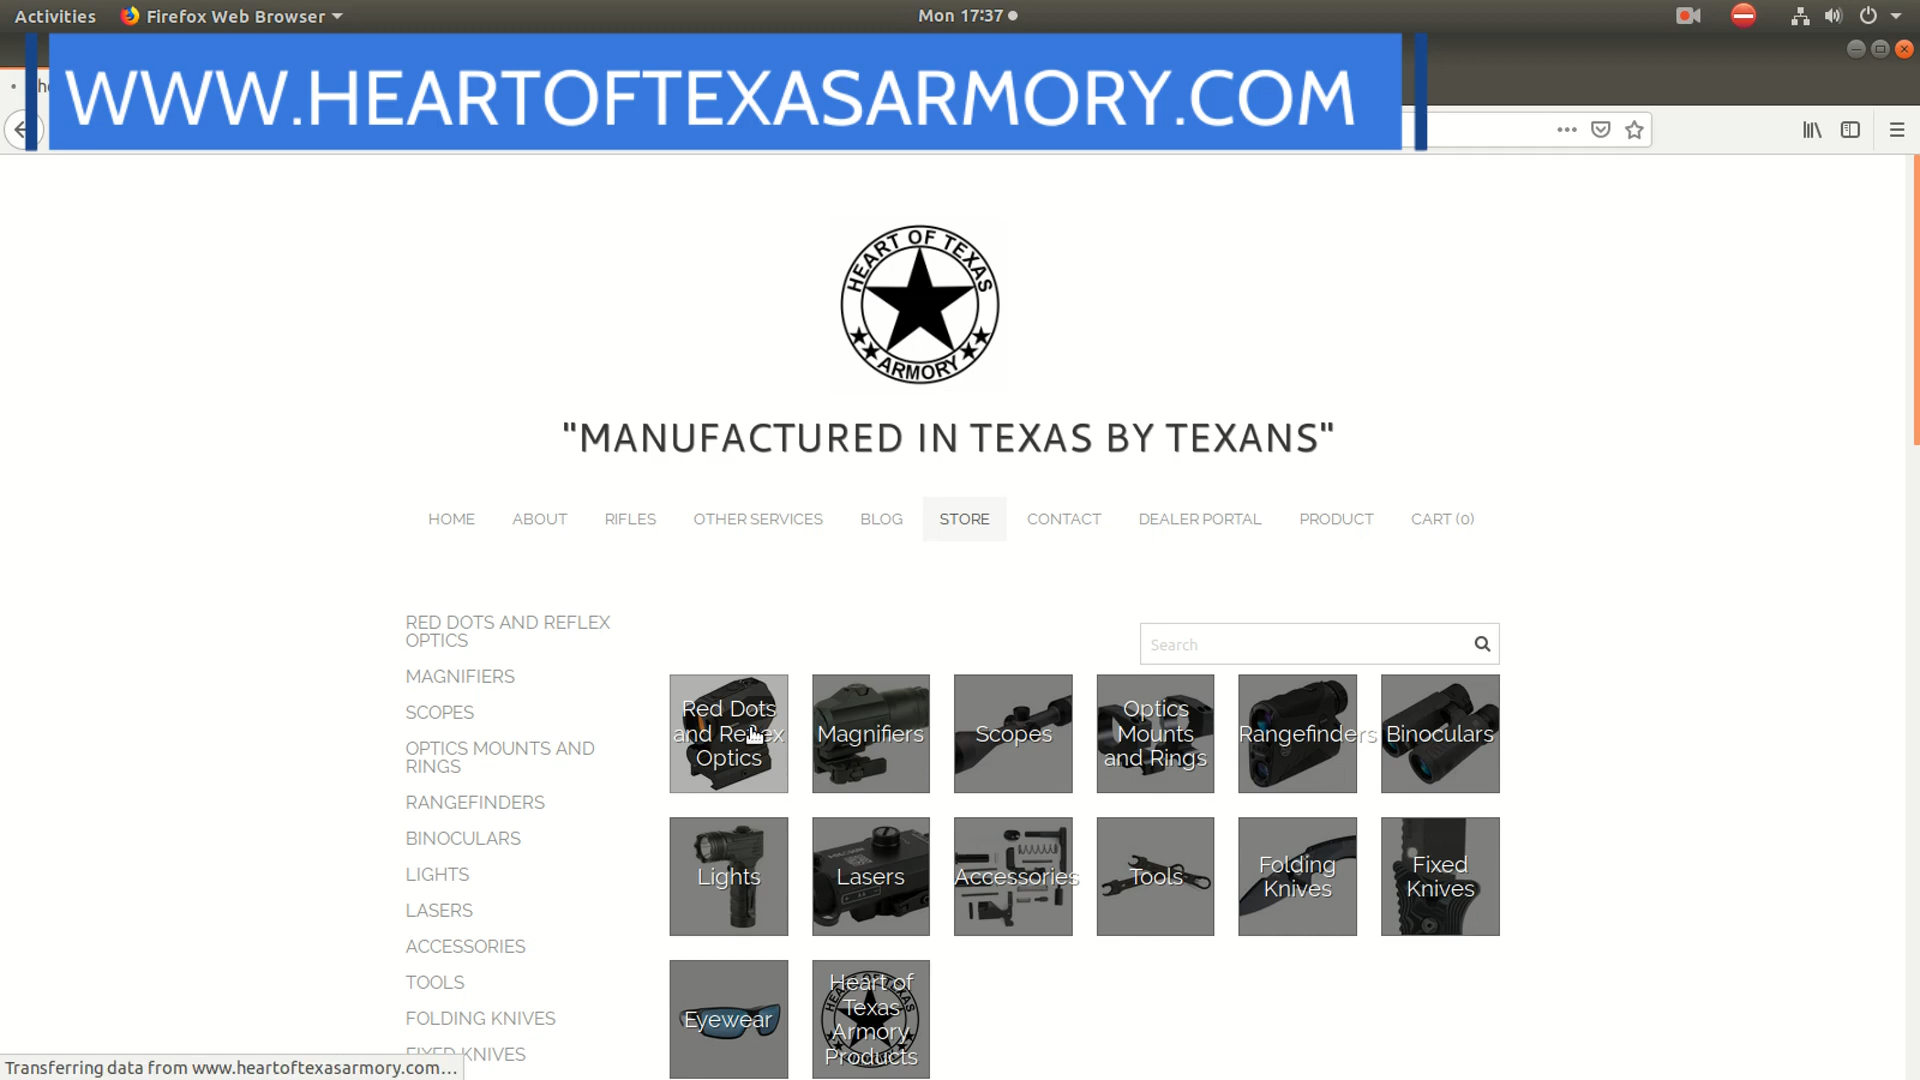 Activities Firefox Web Browser Mon 17:37
WWW.HEARTOFTEXASARMORY.COM
HEART OF TEXAS
ARMORY
"MANUFACTURED IN TEXAS BY TEXANS"
HOME ABOUT RIFLES OTHER SERVICES BLOG STORE CONTACT DEALER PORTAL PRODUCT CART (0)
RED DOTS AND REFLEX
OPTICS
MAGNIFIERS
SCOPES
OPTICS MOUNTS AND
RINGS
RANGEFINDERS
BINOCULARS
LIGHTS
LASERS
ACCESSORIES
TOOLS
FOLDING KNIVES
FIXED KNIVES
Search
Red Dots
and Reflex
Optics
Magnifiers
Scopes
Optics
Mounts
and Rings
Rangefinders
Binoculars
Lights
Lasers
Accessories
Tools
Folding
Knives
Fixed
Knives
Eyewear
Heart of
Texas
Armory
Products
Transferring data from www.heartoftexasarmory.com…